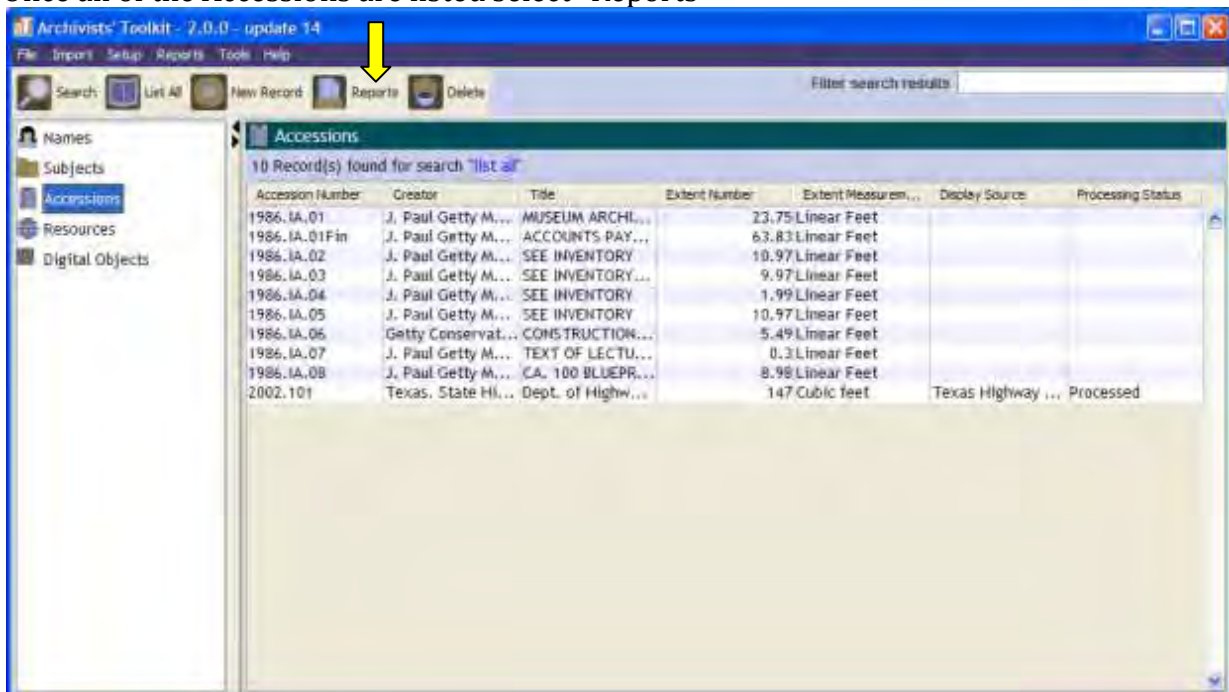 Once all of the Accessions are listed select "Reports"
Archivists' Toolkit - 2.0.0 - update 14
File Import Setup Reports Tools Help
Search List All New Record Reports Delete Filter search results
Names
Subjects
Accessions
Resources
Digital Objects
Accessions
10 Record(s) found for search "list all"
Accession Number Creator Title Extent Number Extent Measurem... Display Source Processing Status
1986.IA.01 J. Paul Getty M... MUSEUM ARCHI... 23.75 Linear Feet
1986.IA.01Fin J. Paul Getty M... ACCOUNTS PAY... 63.83 Linear Feet
1986.IA.02 J. Paul Getty M... SEE INVENTORY 10.97 Linear Feet
1986.IA.03 J. Paul Getty M... SEE INVENTORY... 9.97 Linear Feet
1986.IA.04 J. Paul Getty M... SEE INVENTORY 1.99 Linear Feet
1986.IA.05 J. Paul Getty M... SEE INVENTORY 10.97 Linear Feet
1986.IA.06 Getty Conservat... CONSTRUCTION... 5.49 Linear Feet
1986.IA.07 J. Paul Getty M... TEXT OF LECTU... 0.3 Linear Feet
1986.IA.08 J. Paul Getty M... CA. 100 BLUEPR... 8.98 Linear Feet
2002.101 Texas. State Hi... Dept. of Highw... 147 Cubic feet Texas Highway ... Processed